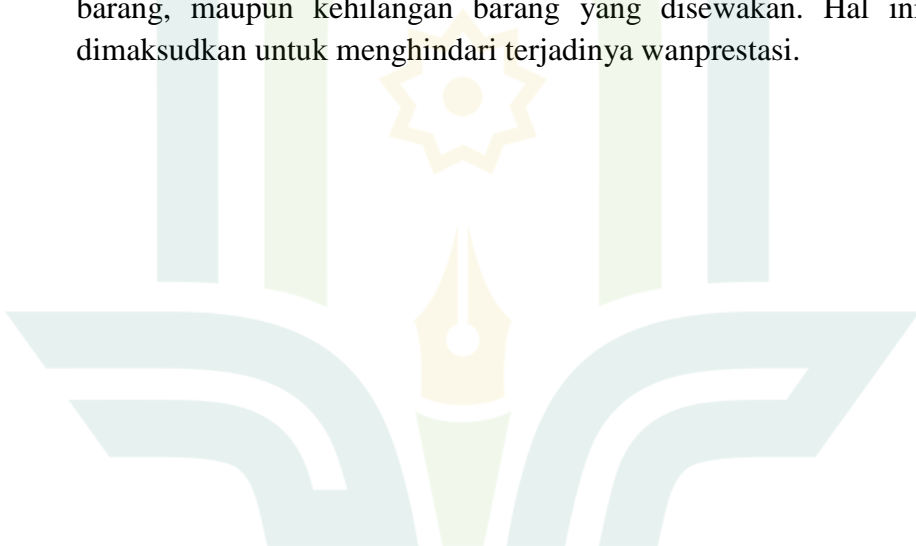 barang, maupun kehilangan barang yang disewakan. Hal ini
dimaksudkan untuk menghindari terjadinya wanprestasi.